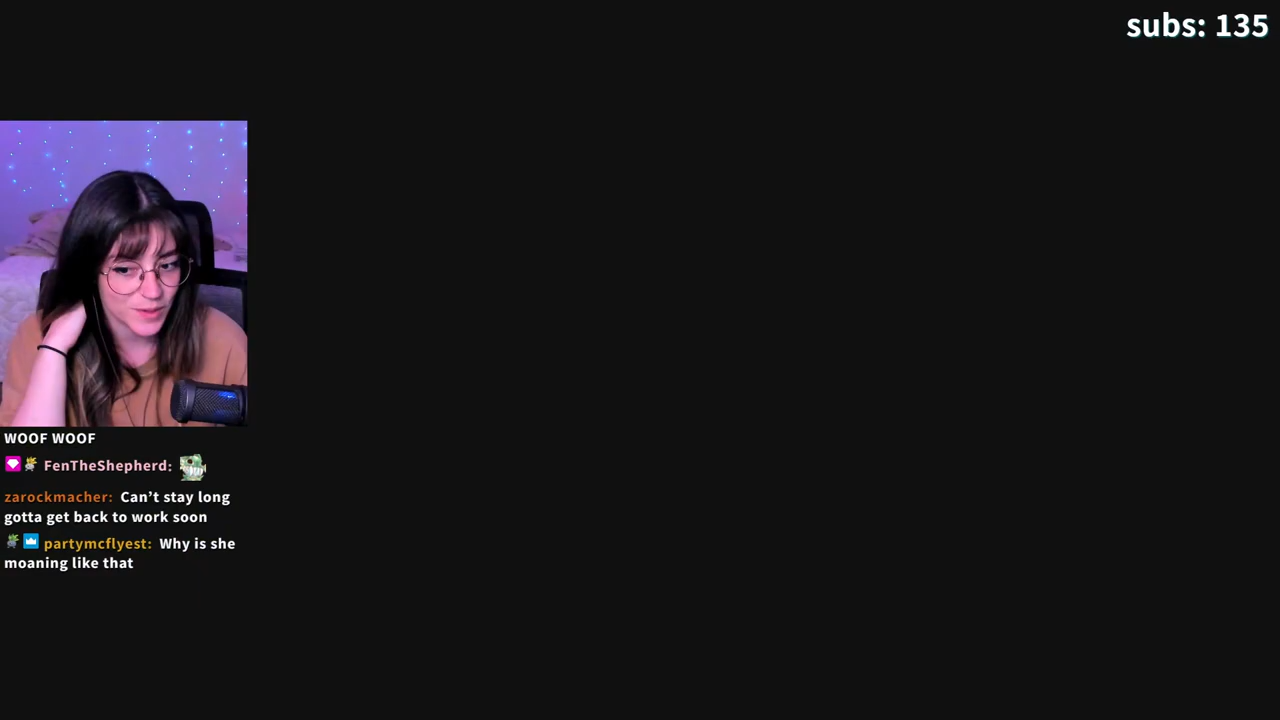 subs: 135
WOOF WOOF
FenTheShepherd:
zarockmacher: Can’t stay long
gotta get back to work soon
partymcflyest: Why is she
moaning like that